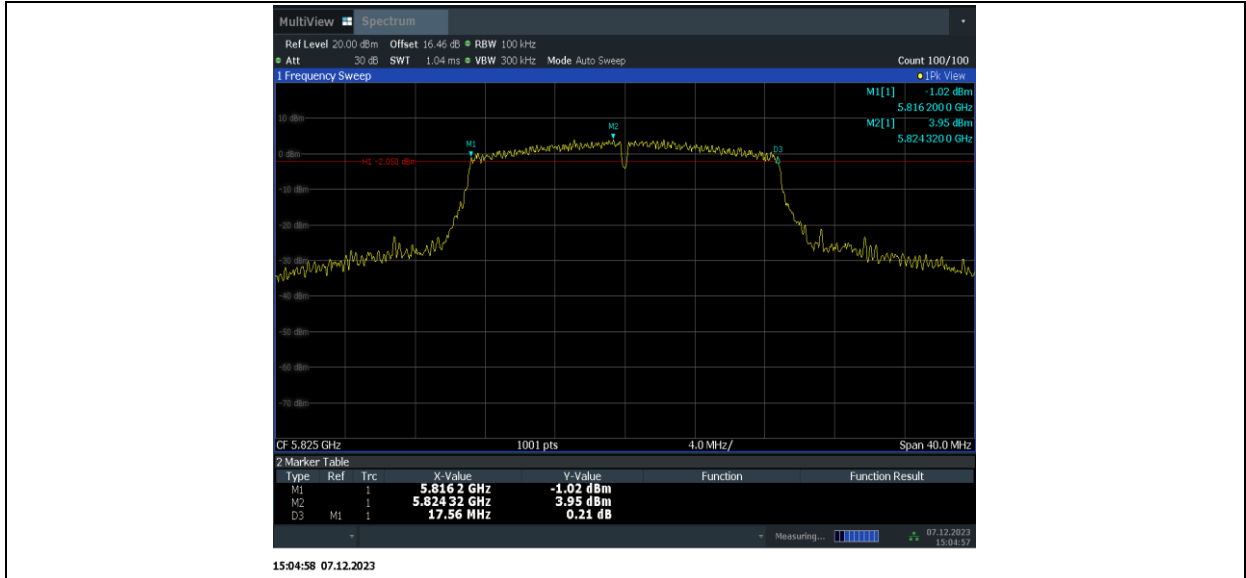 MultiView Spectrum
Ref Level 20.00 dBm Offset 16.46 dB RBW 100 kHz
Att 30 dB SWT 1.04 ms VBW 300 kHz Mode Auto Sweep Count 100/100
1 Frequency Sweep 1Pk View
M1[1] -1.02 dBm
5.816 200 0 GHz
10 dBm
M2[1] 3.95 dBm
M2
5.824 320 0 GHz
M1
D3
0 dBm
H1 -2.050 dBm
-10 dBm
-20 dBm
-30 dBm
-40 dBm
-50 dBm
-60 dBm
-70 dBm
CF 5.825 GHz 1001 pts 4.0 MHz/ Span 40.0 MHz
2 Marker Table
Type Ref Trc X-Value Y-Value Function Function Result
M1 1 5.816 2 GHz -1.02 dBm
M2 1 5.824 32 GHz 3.95 dBm
D3 M1 1 17.56 MHz 0.21 dB
Measuring... 07.12.2023
15:04:57
15:04:58 07.12.2023